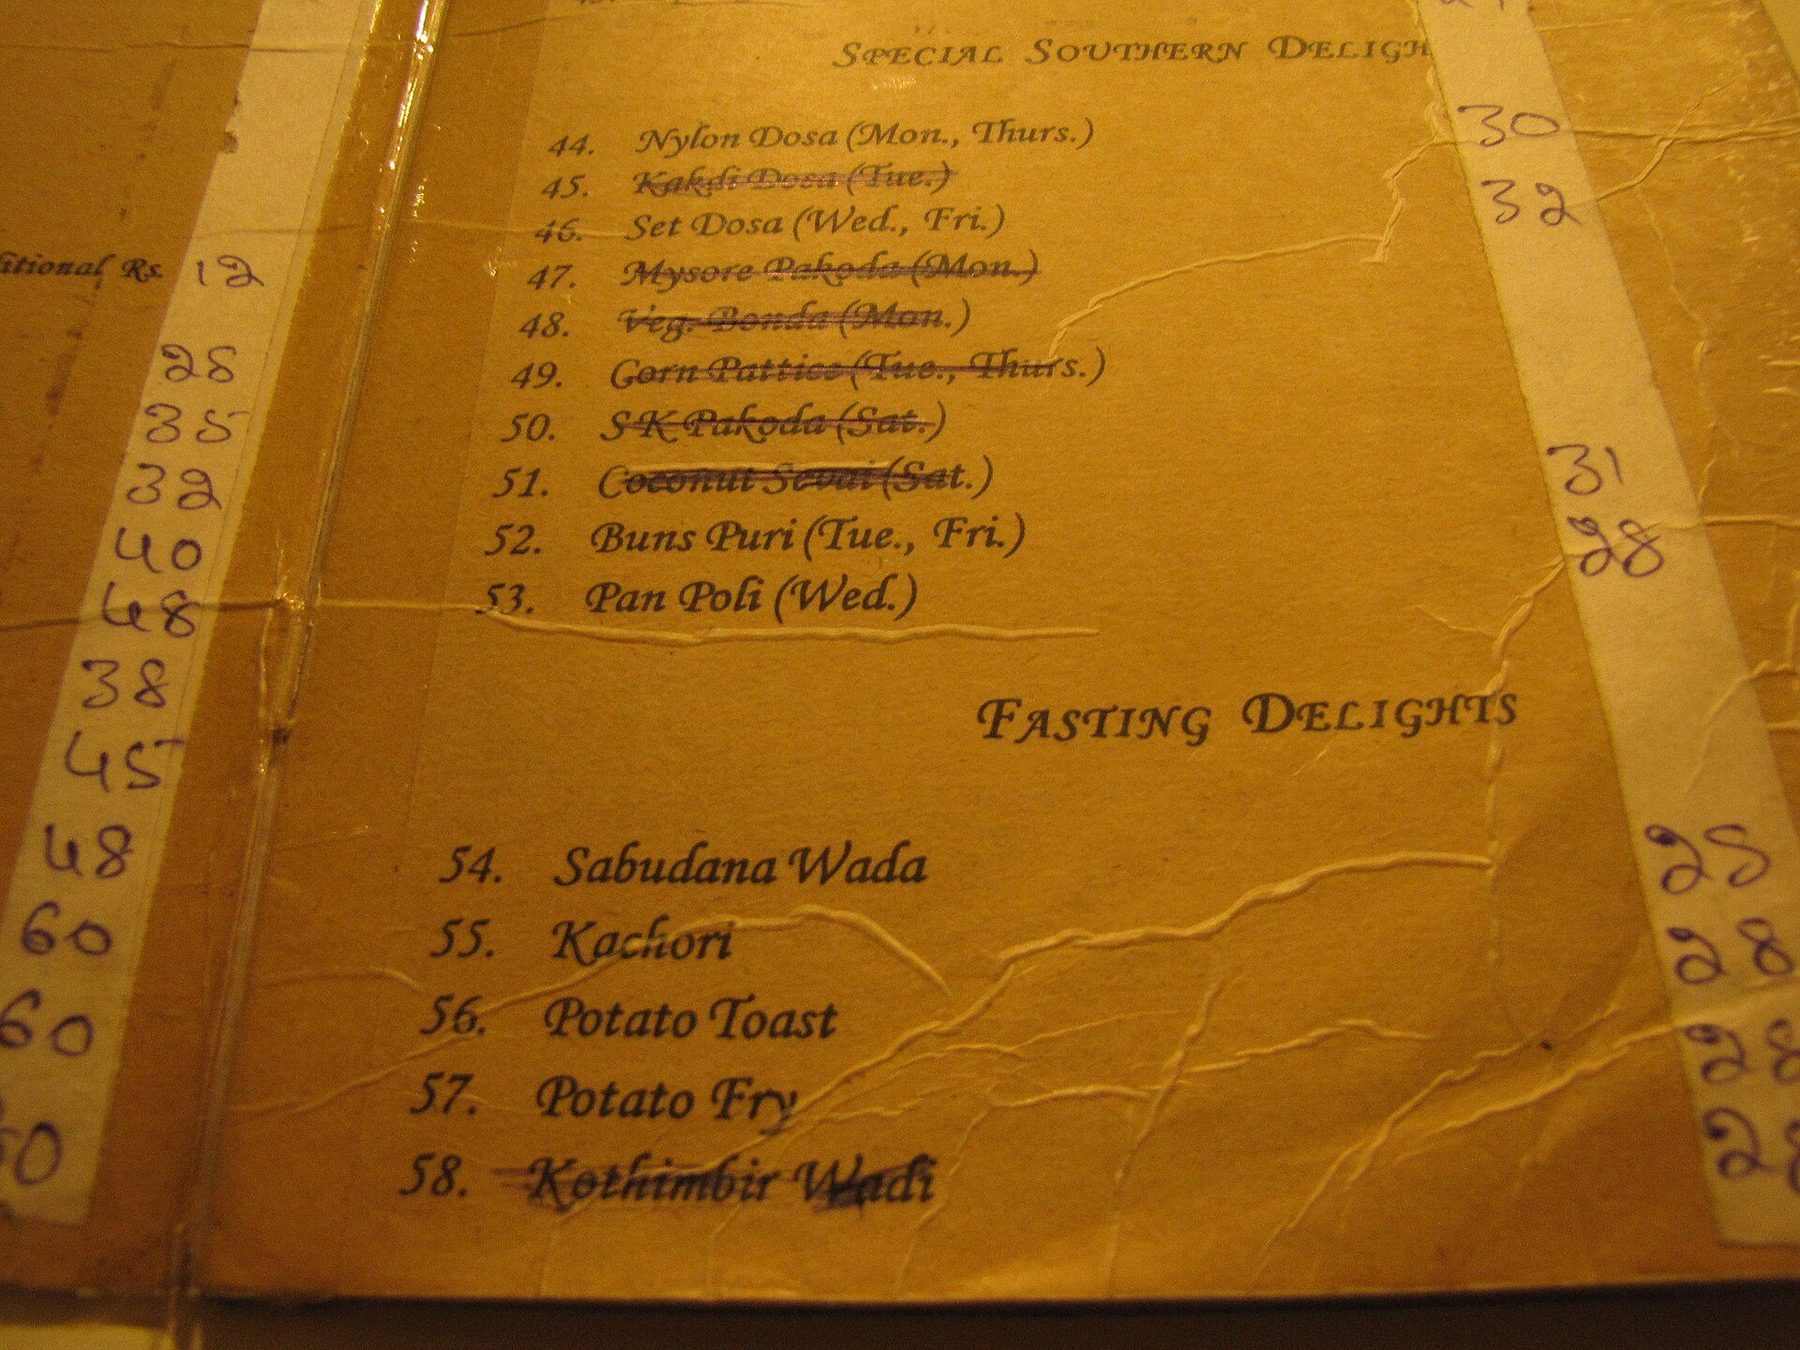 itional Rs. 12
28
35
32
40
48
38
45
48
60
60
SPECIAL SOUTHERN DELIGH
44. Nylon Dosa (Mon., Thurs.) 30
45. Kakdi Dosa (Tue.)
46. Set Dosa (Wed., Fri.) 32
47. Mysore Pakoda (Mon.)
48. Veg. Bonda (Mon.)
49. Corn Pattice (Tue., Thurs.)
50. S K Pakoda (Sat.)
51. Coconut Sevai (Sat.)
52. Buns Puri (Tue., Fri.) 31
53. Pan Poli (Wed.) 28
FASTING DELIGHTS
54. Sabudana Wada 28
55. Kachori 28
56. Potato Toast 28
57. Potato Fry 28
58. Kothimbir Wadi